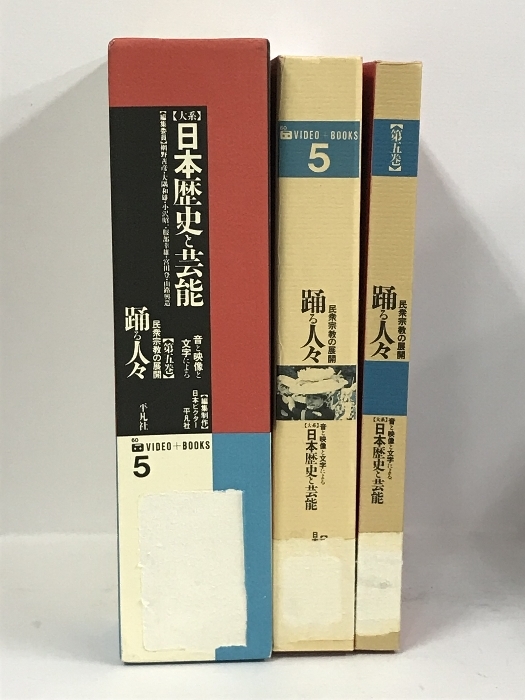 【大系】
日本歴史と芸能
【編集委員】網野善彦・大隅和雄・小沢昭一・服部幸雄・宮田登・山路興造
音と映像と
文字による
【第五巻】
民衆宗教の展開
踊る人々
【編集制作】
日本ビクター
平凡社
平凡社
60
VIDEO+BOOKS
5
60
VIDEO+BOOKS
5
民衆宗教の展開
踊る人々
音と映像と文字による
【大系】
日本歴史と芸能
【第五巻】
民衆宗教の展開
踊る人々
音と映像と文字による
【大系】
日本歴史と芸能